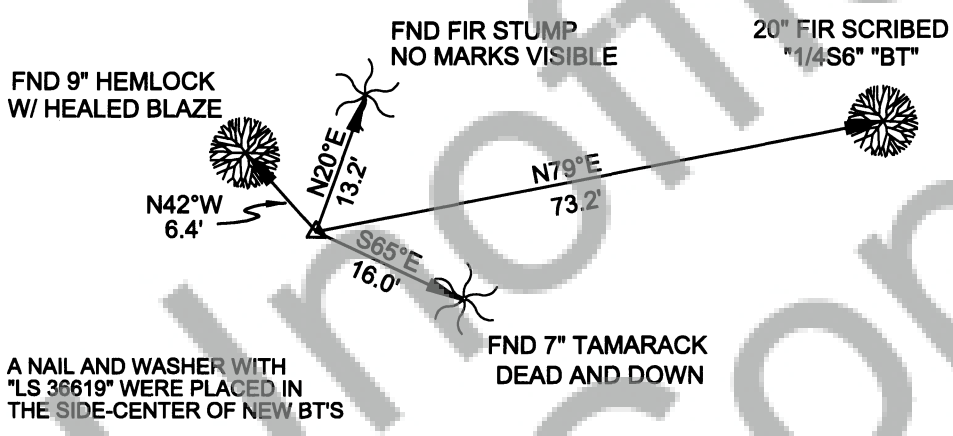 FND FIR STUMP
NO MARKS VISIBLE
20" FIR SCRIBED
"1/4S6" "BT"
FND 9" HEMLOCK
W/ HEALED BLAZE
N20°E
13.2'
N79°E
73.2'
N42°W
6.4'
S65°E
16.0'
FND 7" TAMARACK
DEAD AND DOWN
A NAIL AND WASHER WITH
"LS 36619" WERE PLACED IN
THE SIDE-CENTER OF NEW BT'S